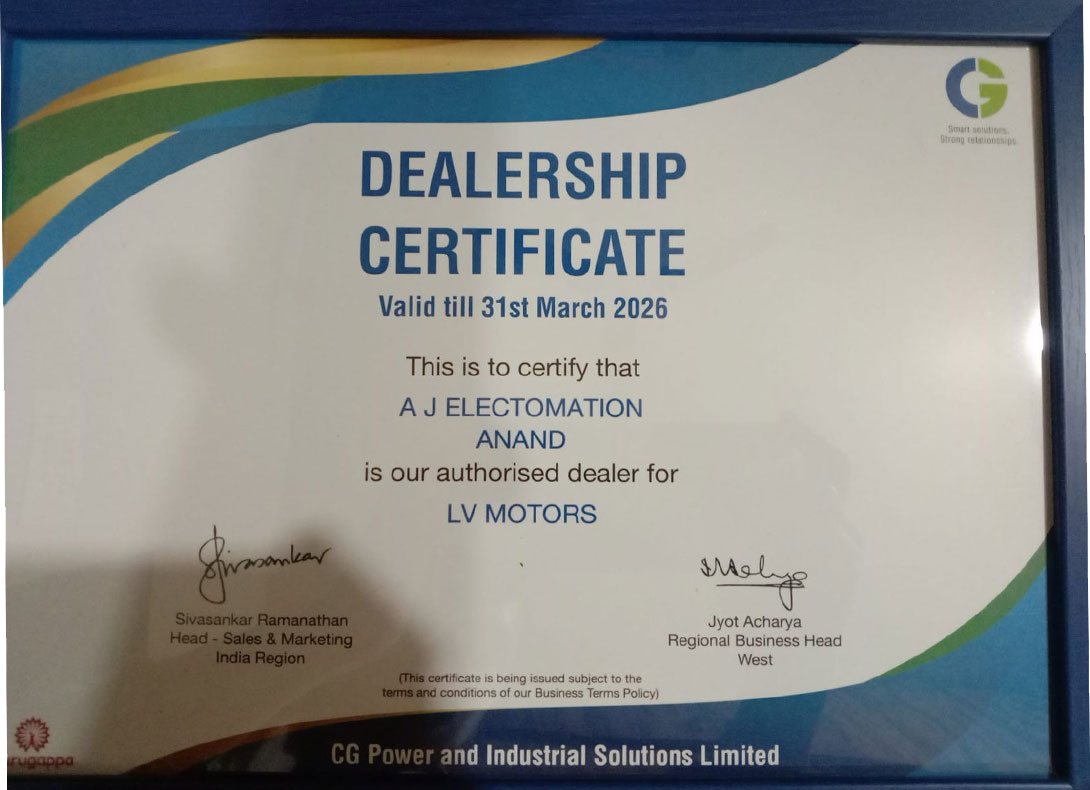 CG
Smart solutions.
Strong relationships.
DEALERSHIP
CERTIFICATE
Valid till 31st March 2026
This is to certify that
A J ELECTOMATION
ANAND
is our authorised dealer for
LV MOTORS
Sivasankar
Sivasankar Ramanathan
Head - Sales & Marketing
India Region
Jyot Acharya
Regional Business Head
West
(This certificate is being issued subject to the
terms and conditions of our Business Terms Policy)
rugappa
CG Power and Industrial Solutions Limited